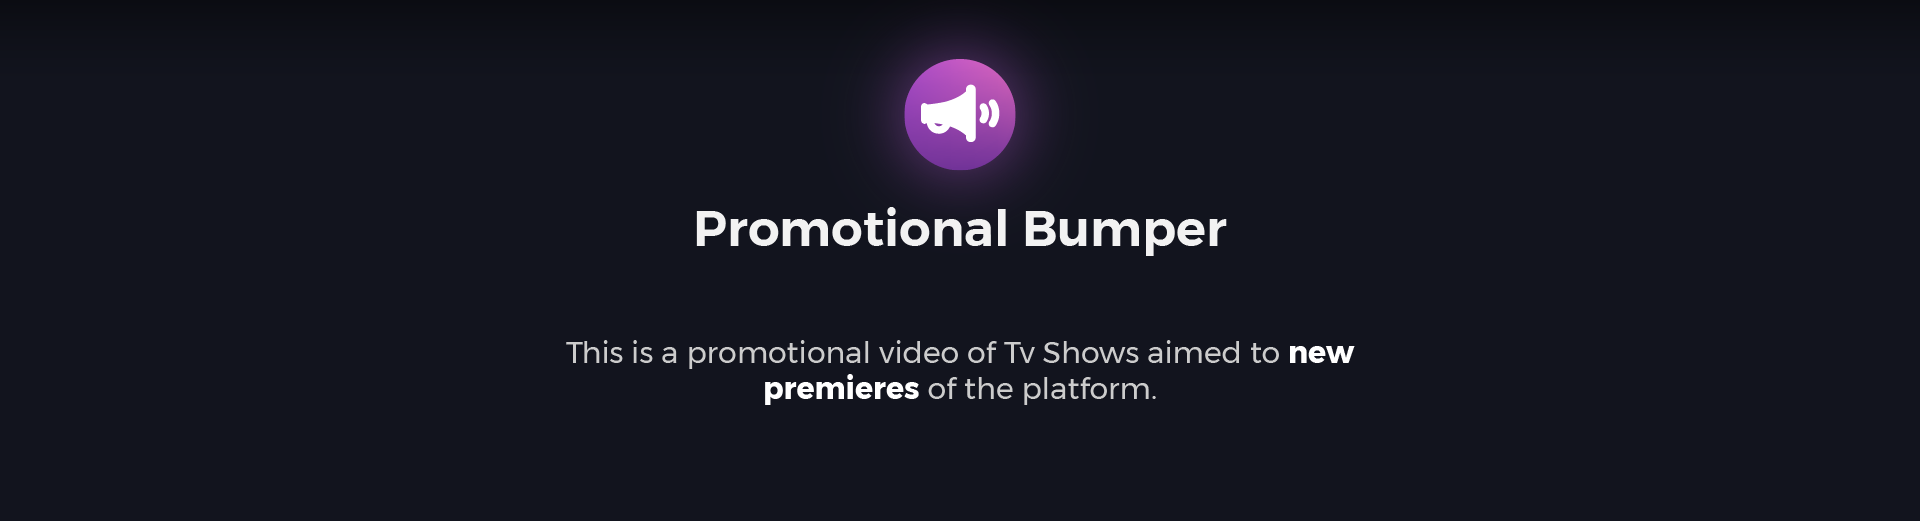 Promotional Bumper
This is a promotional video of Tv Shows aimed to new
premieres of the platform.